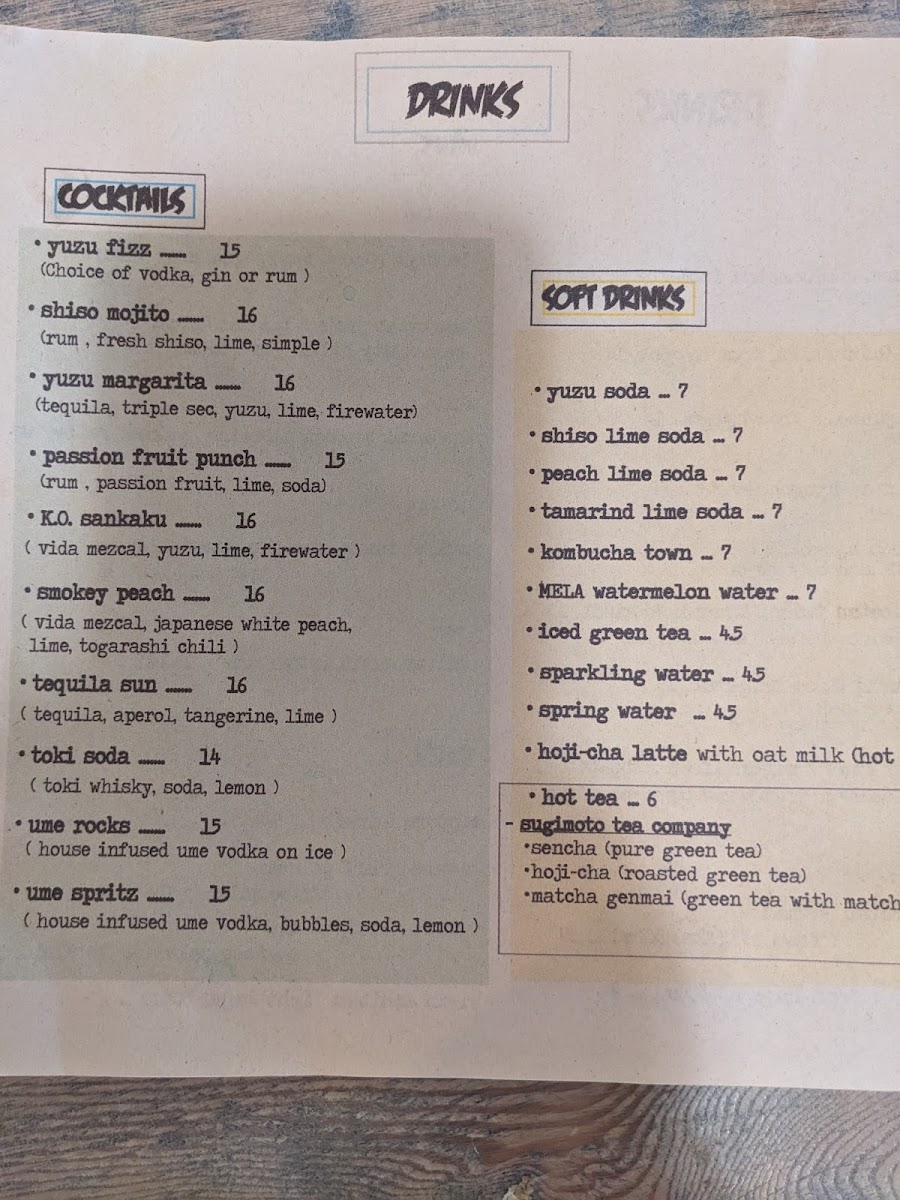 DRINKS
COCKTAILS
• yuzu fizz ...... 15
(Choice of vodka, gin or rum )
• shiso mojito ...... 16
(rum , fresh shiso, lime, simple )
• yuzu margarita ...... 16
(tequila, triple sec, yuzu, lime, firewater)
• passion fruit punch ...... 15
(rum , passion fruit, lime, soda)
• K.O. sankaku ...... 16
( vida mezcal, yuzu, lime, firewater )
• smokey peach ...... 16
( vida mezcal, japanese white peach,
lime, togarashi chili )
• tequila sun ...... 16
( tequila, aperol, tangerine, lime )
• toki soda ...... 14
( toki whisky, soda, lemon )
• ume rocks ...... 15
( house infused ume vodka on ice )
• ume spritz ...... 15
( house infused ume vodka, bubbles, soda, lemon )
SOFT DRINKS
• yuzu soda ... 7
• shiso lime soda ... 7
• peach lime soda ... 7
• tamarind lime soda ... 7
• kombucha town ... 7
• MELA watermelon water ... 7
• iced green tea ... 4.5
• sparkling water ... 4.5
• spring water ... 4.5
• hoji-cha latte with oat milk (hot
• hot tea ... 6
- sugimoto tea company
•sencha (pure green tea)
•hoji-cha (roasted green tea)
•matcha genmai (green tea with match